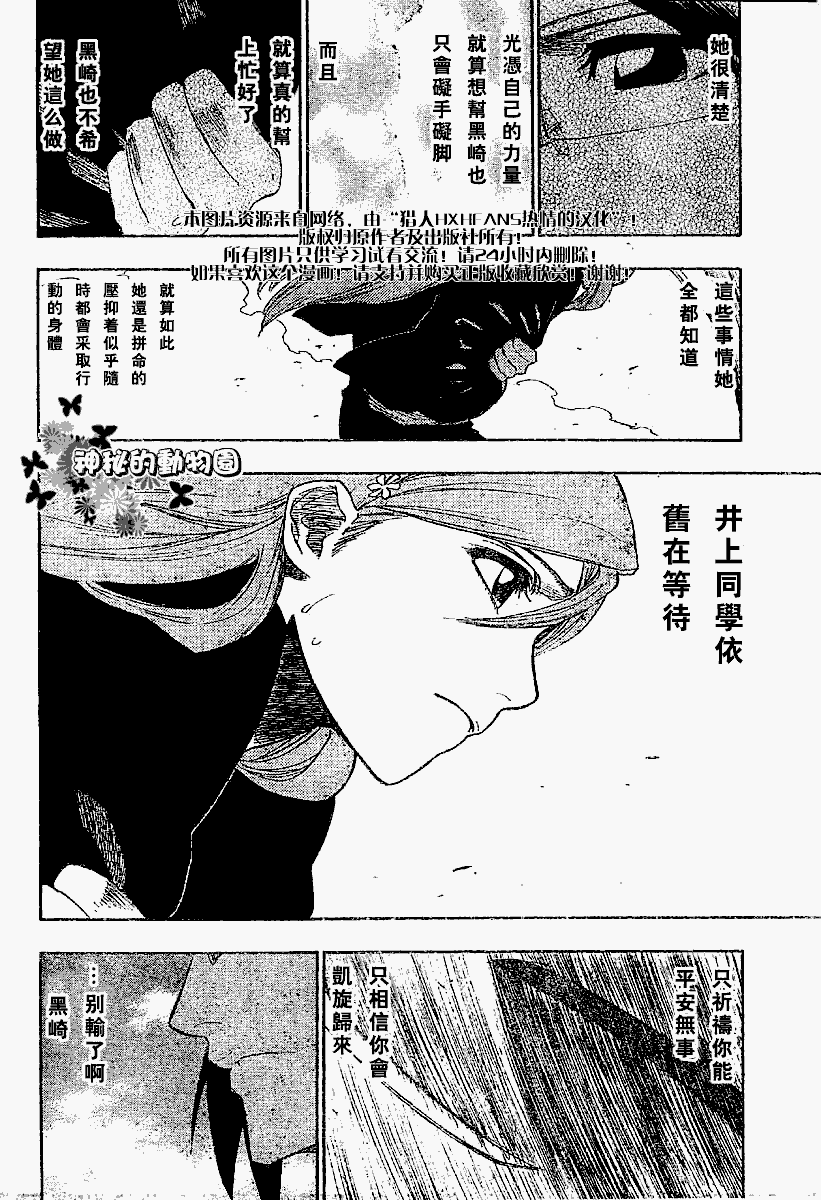 她很清楚
光憑自己的力量
就算想幫黑崎也
只會礙手礙脚
而且
就算真的幫
上忙好了
黑崎也不希
望她這么做
本图片资源来自网络，由“猎人HXHFANS热情的汉化”！
版权归原作者及出版社所有！
所有图片只供学习试看交流！请24小时内删除！
如果喜欢这个漫画！请支持并购买正版收藏欣赏！谢谢！
這些事情她
全都知道
就算如此
她還是拼命的
壓抑着似乎隨
時都會采取行
動的身體
神秘的動物園
井上同學依
舊在等待
只祈禱你能
平安無事
只相信你會
凱旋歸來
…別輸了啊
黑崎